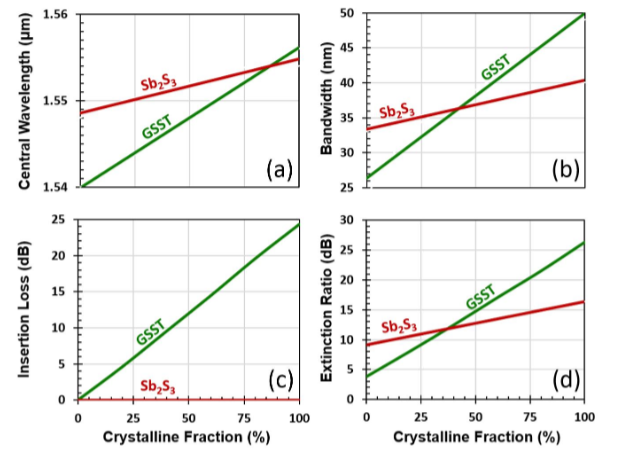 Central Wavelength (µm)
1.56
1.55
1.54
Sb₂S₃
GSST
(a)
Bandwidth (nm)
50
45
40
35
30
25
GSST
Sb₂S₃
(b)
Insertion Loss (dB)
25
20
15
10
5
0
GSST
Sb₂S₃
(c)
0 25 50 75 100
Crystalline Fraction (%)
Extinction Ratio (dB)
30
25
20
15
10
5
0
GSST
Sb₂S₃
(d)
0 25 50 75 100
Crystalline Fraction (%)